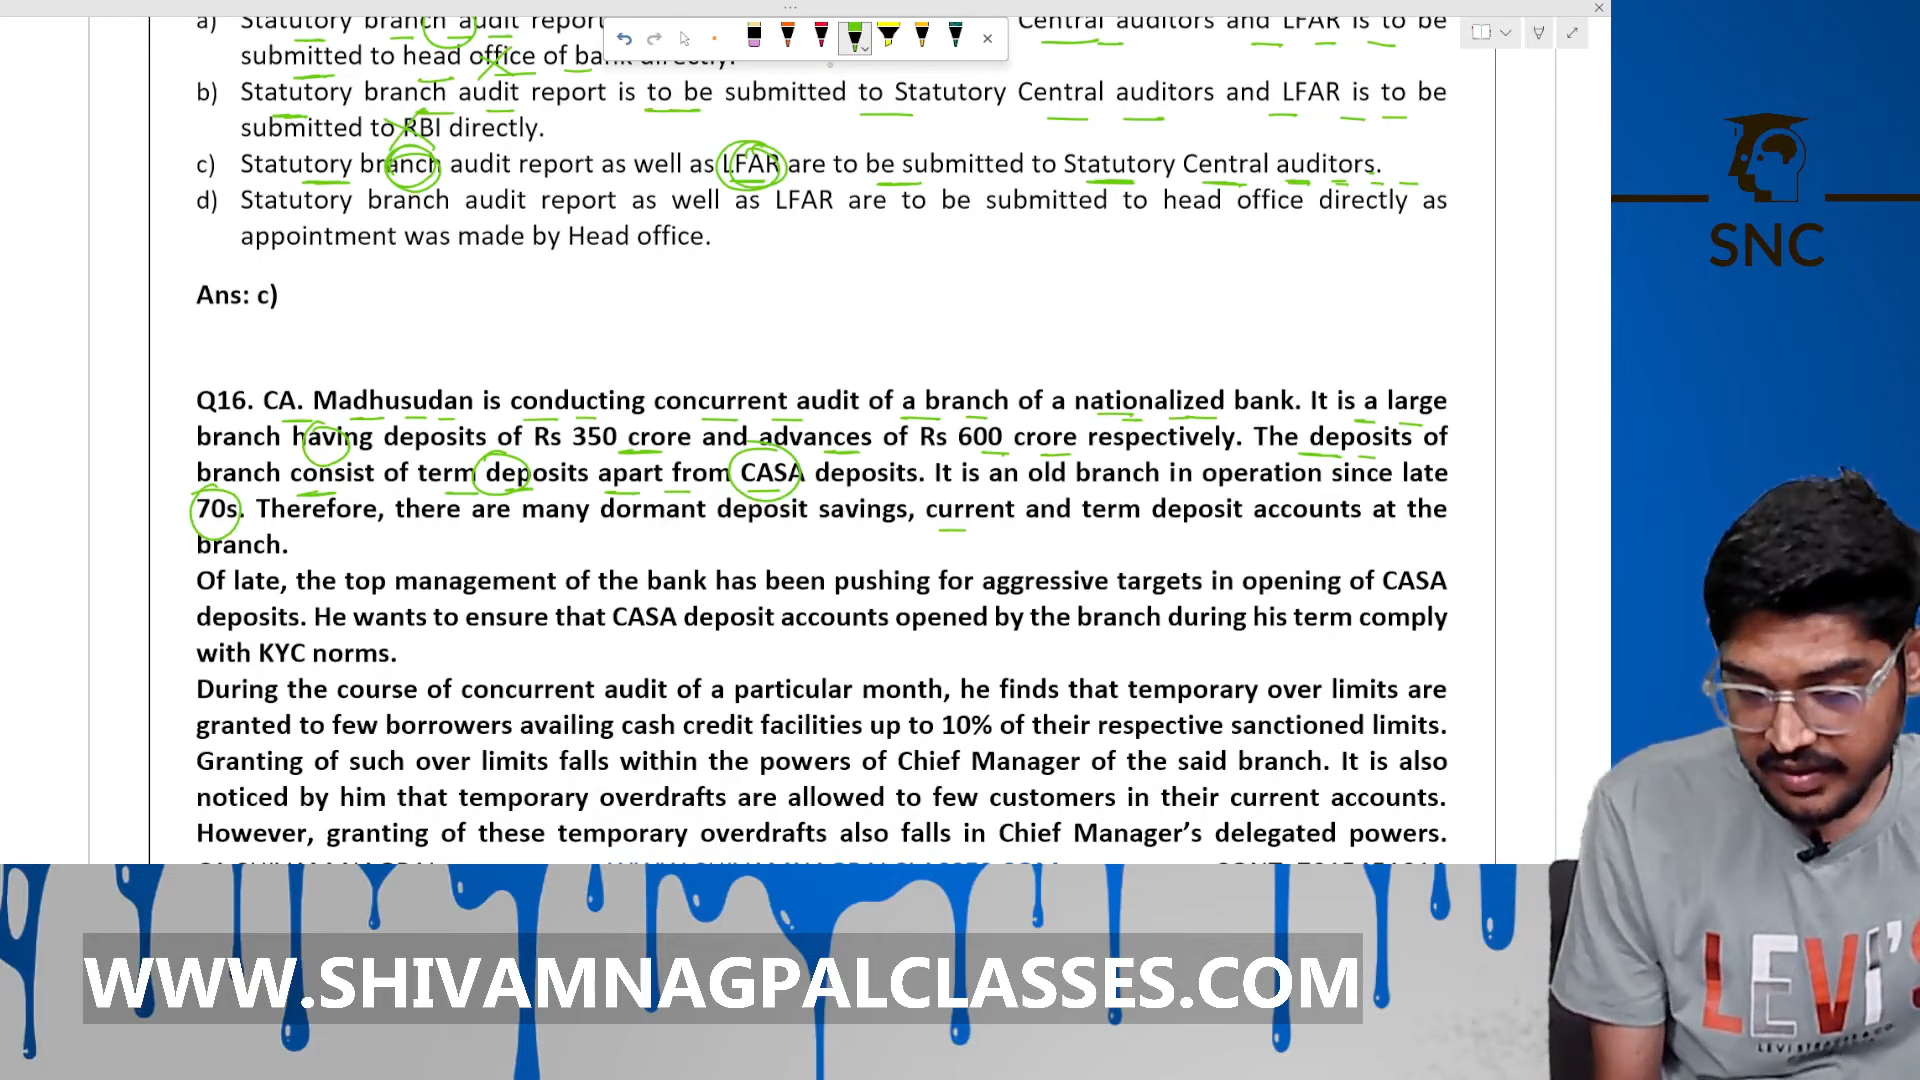 a) Statutory branch audit report Central auditors and LFAR is to be
submitted to head office of bank directly.
b) Statutory branch audit report is to be submitted to Statutory Central auditors and LFAR is to be
submitted to RBI directly.
c) Statutory branch audit report as well as LFAR are to be submitted to Statutory Central auditors.
d) Statutory branch audit report as well as LFAR are to be submitted to head office directly as
appointment was made by Head office.
Ans: c)
Q16. CA. Madhusudan is conducting concurrent audit of a branch of a nationalized bank. It is a large
branch having deposits of Rs 350 crore and advances of Rs 600 crore respectively. The deposits of
branch consist of term deposits apart from CASA deposits. It is an old branch in operation since late
70s. Therefore, there are many dormant deposit savings, current and term deposit accounts at the
branch.
Of late, the top management of the bank has been pushing for aggressive targets in opening of CASA
deposits. He wants to ensure that CASA deposit accounts opened by the branch during his term comply
with KYC norms.
During the course of concurrent audit of a particular month, he finds that temporary over limits are
granted to few borrowers availing cash credit facilities up to 10% of their respective sanctioned limits.
Granting of such over limits falls within the powers of Chief Manager of the said branch. It is also
noticed by him that temporary overdrafts are allowed to few customers in their current accounts.
However, granting of these temporary overdrafts also falls in Chief Manager's delegated powers.
SNC
WWW.SHIVAMNAGPALCLASSES.COM
LEVI'S